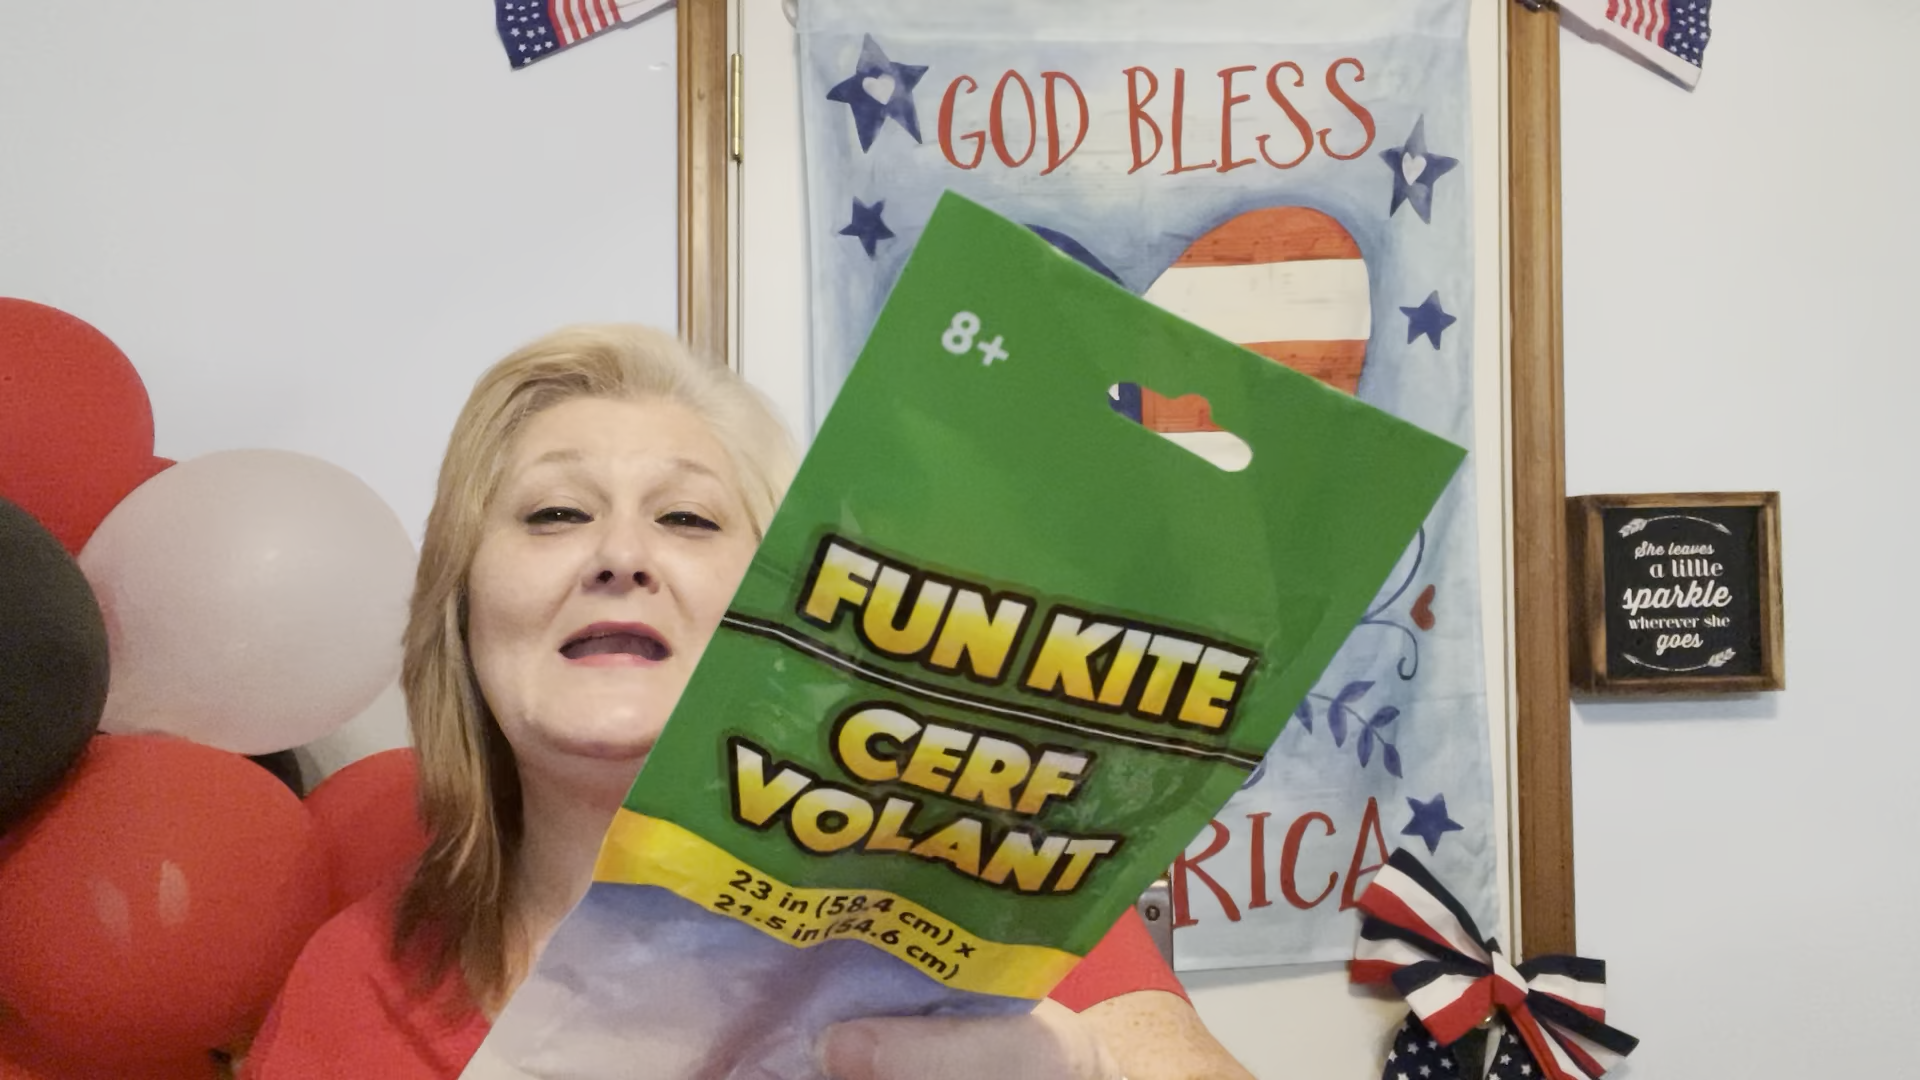 GOD BLESS
8+
FUN KITE
CERF
VOLANT
23 in (58.4 cm) x
21.5 in (54.6 cm)
RICA
She leaves
a little
sparkle
wherever she
goes